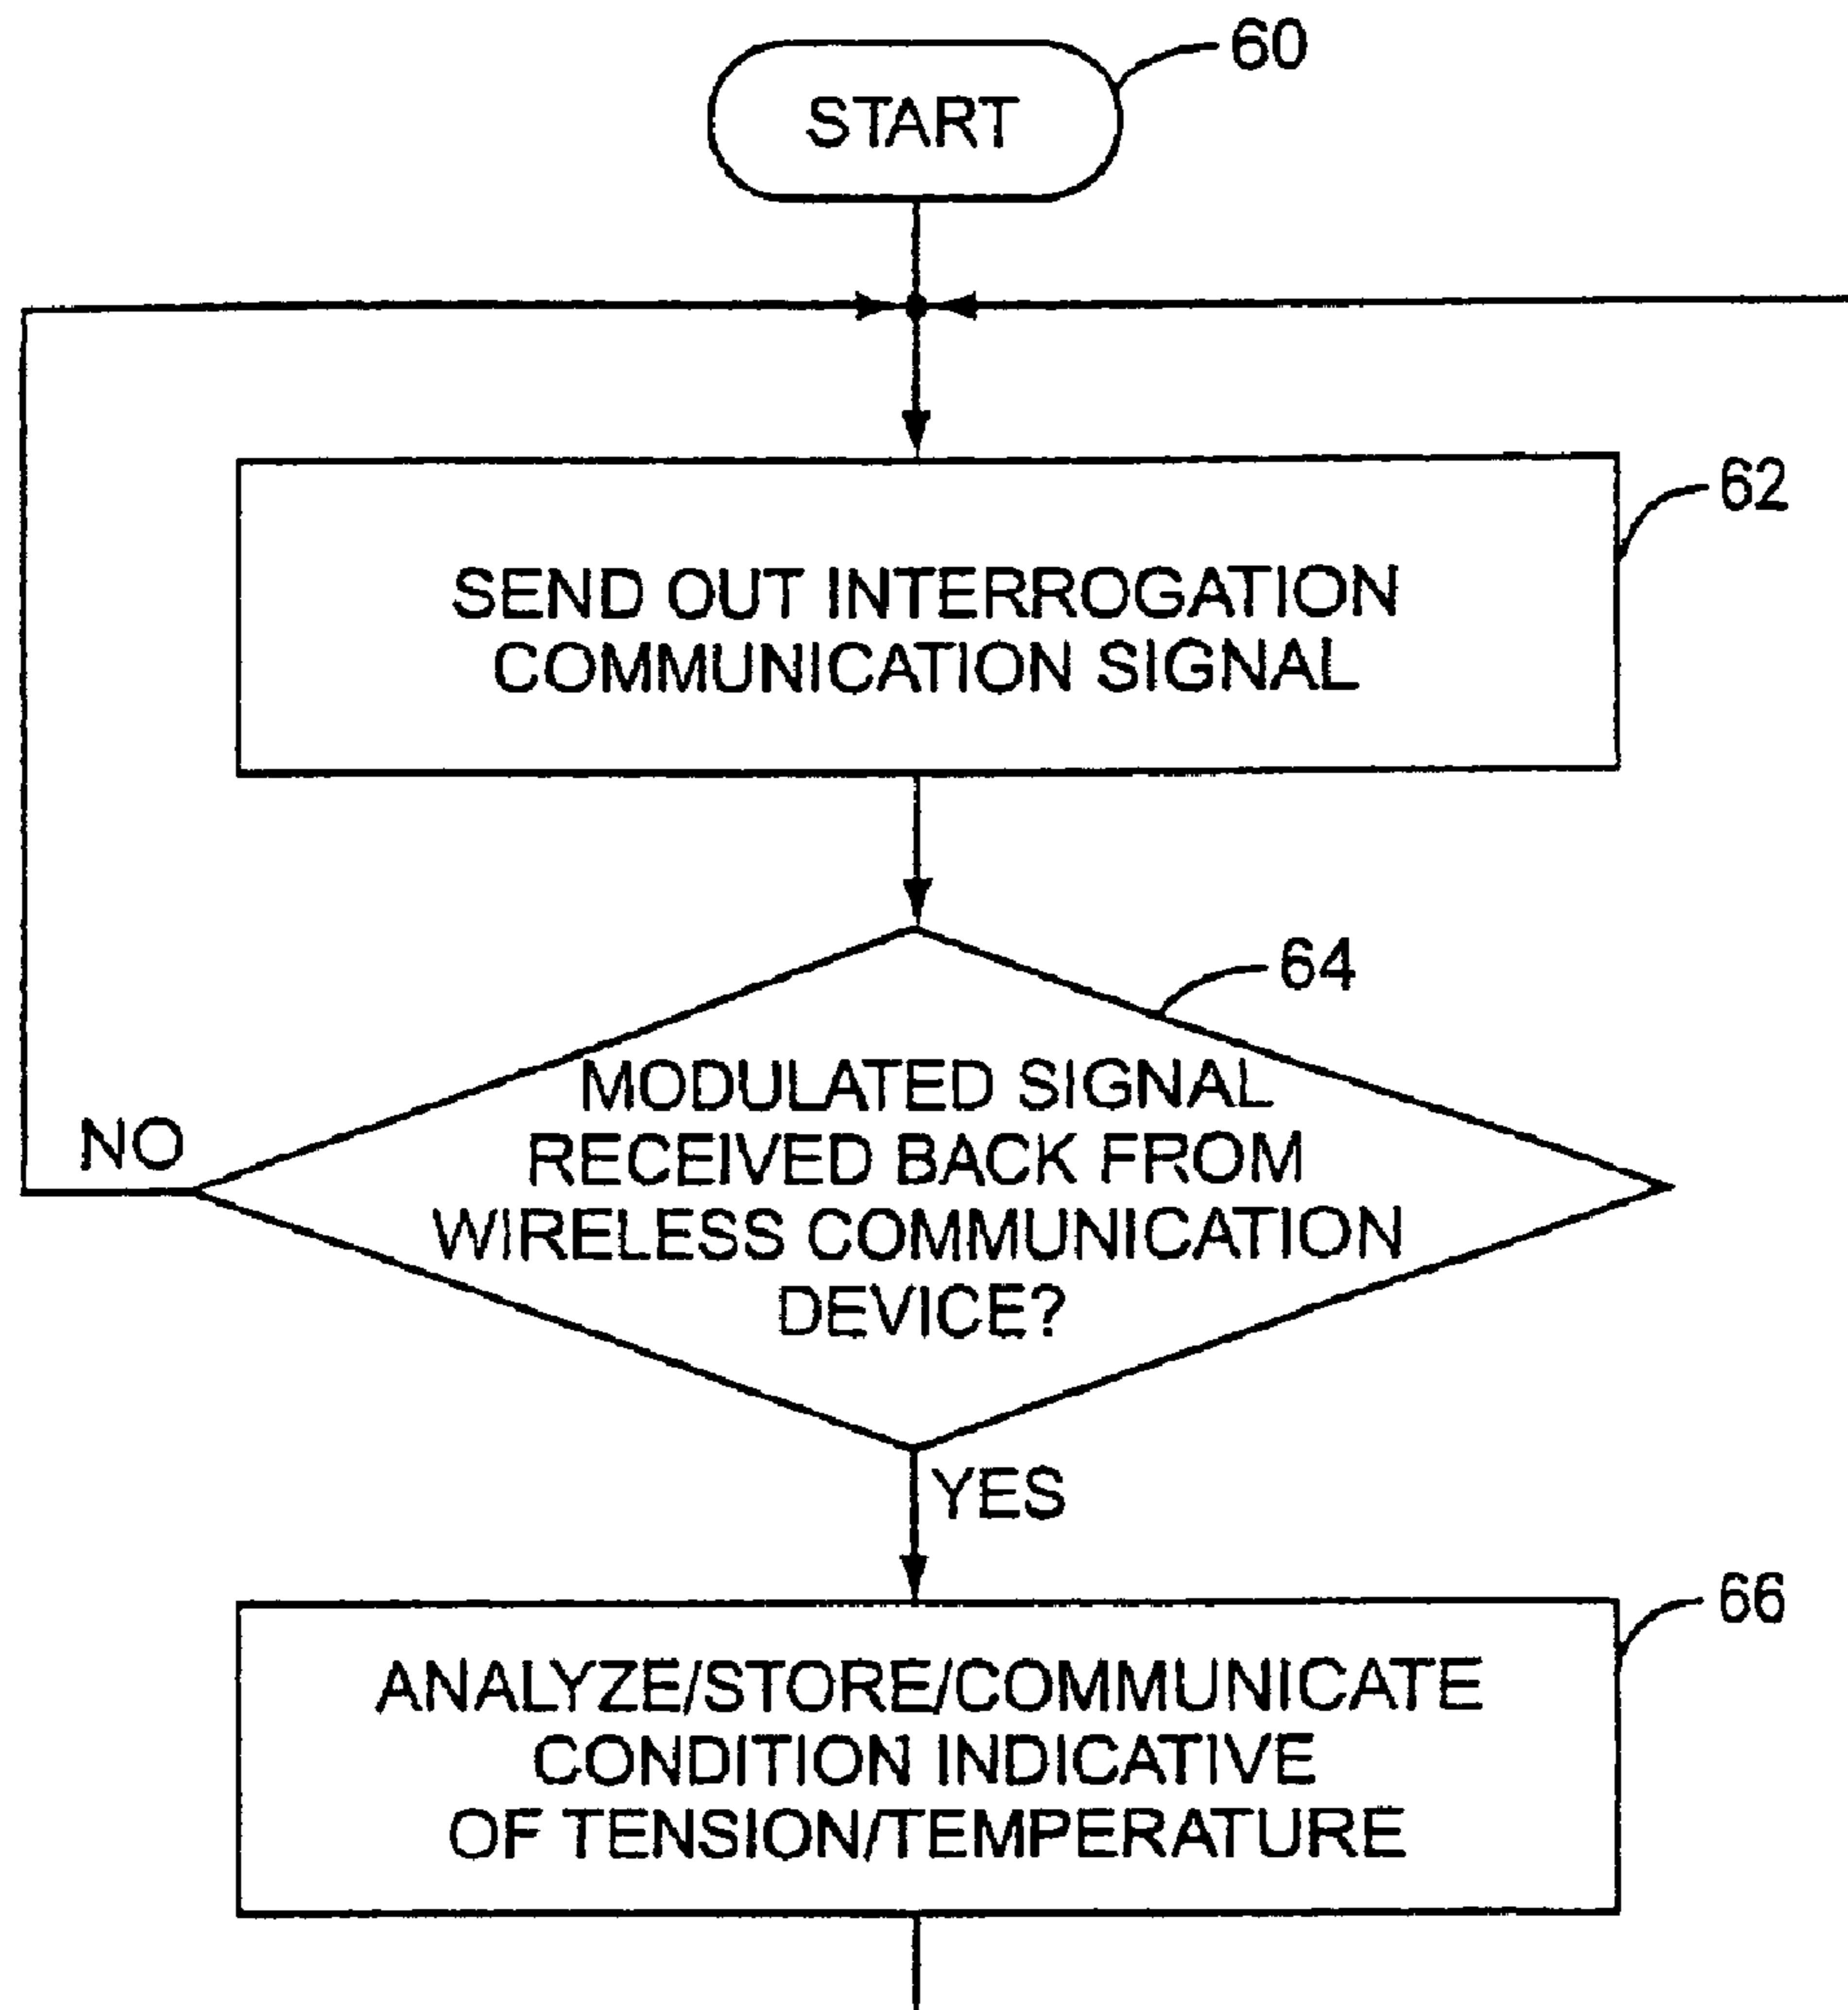 60
START
62
SEND OUT INTERROGATION
COMMUNICATION SIGNAL
64
MODULATED SIGNAL
RECEIVED BACK FROM
WIRELESS COMMUNICATION
DEVICE?
NO
YES
66
ANALYZE/STORE/COMMUNICATE
CONDITION INDICATIVE
OF TENSION/TEMPERATURE